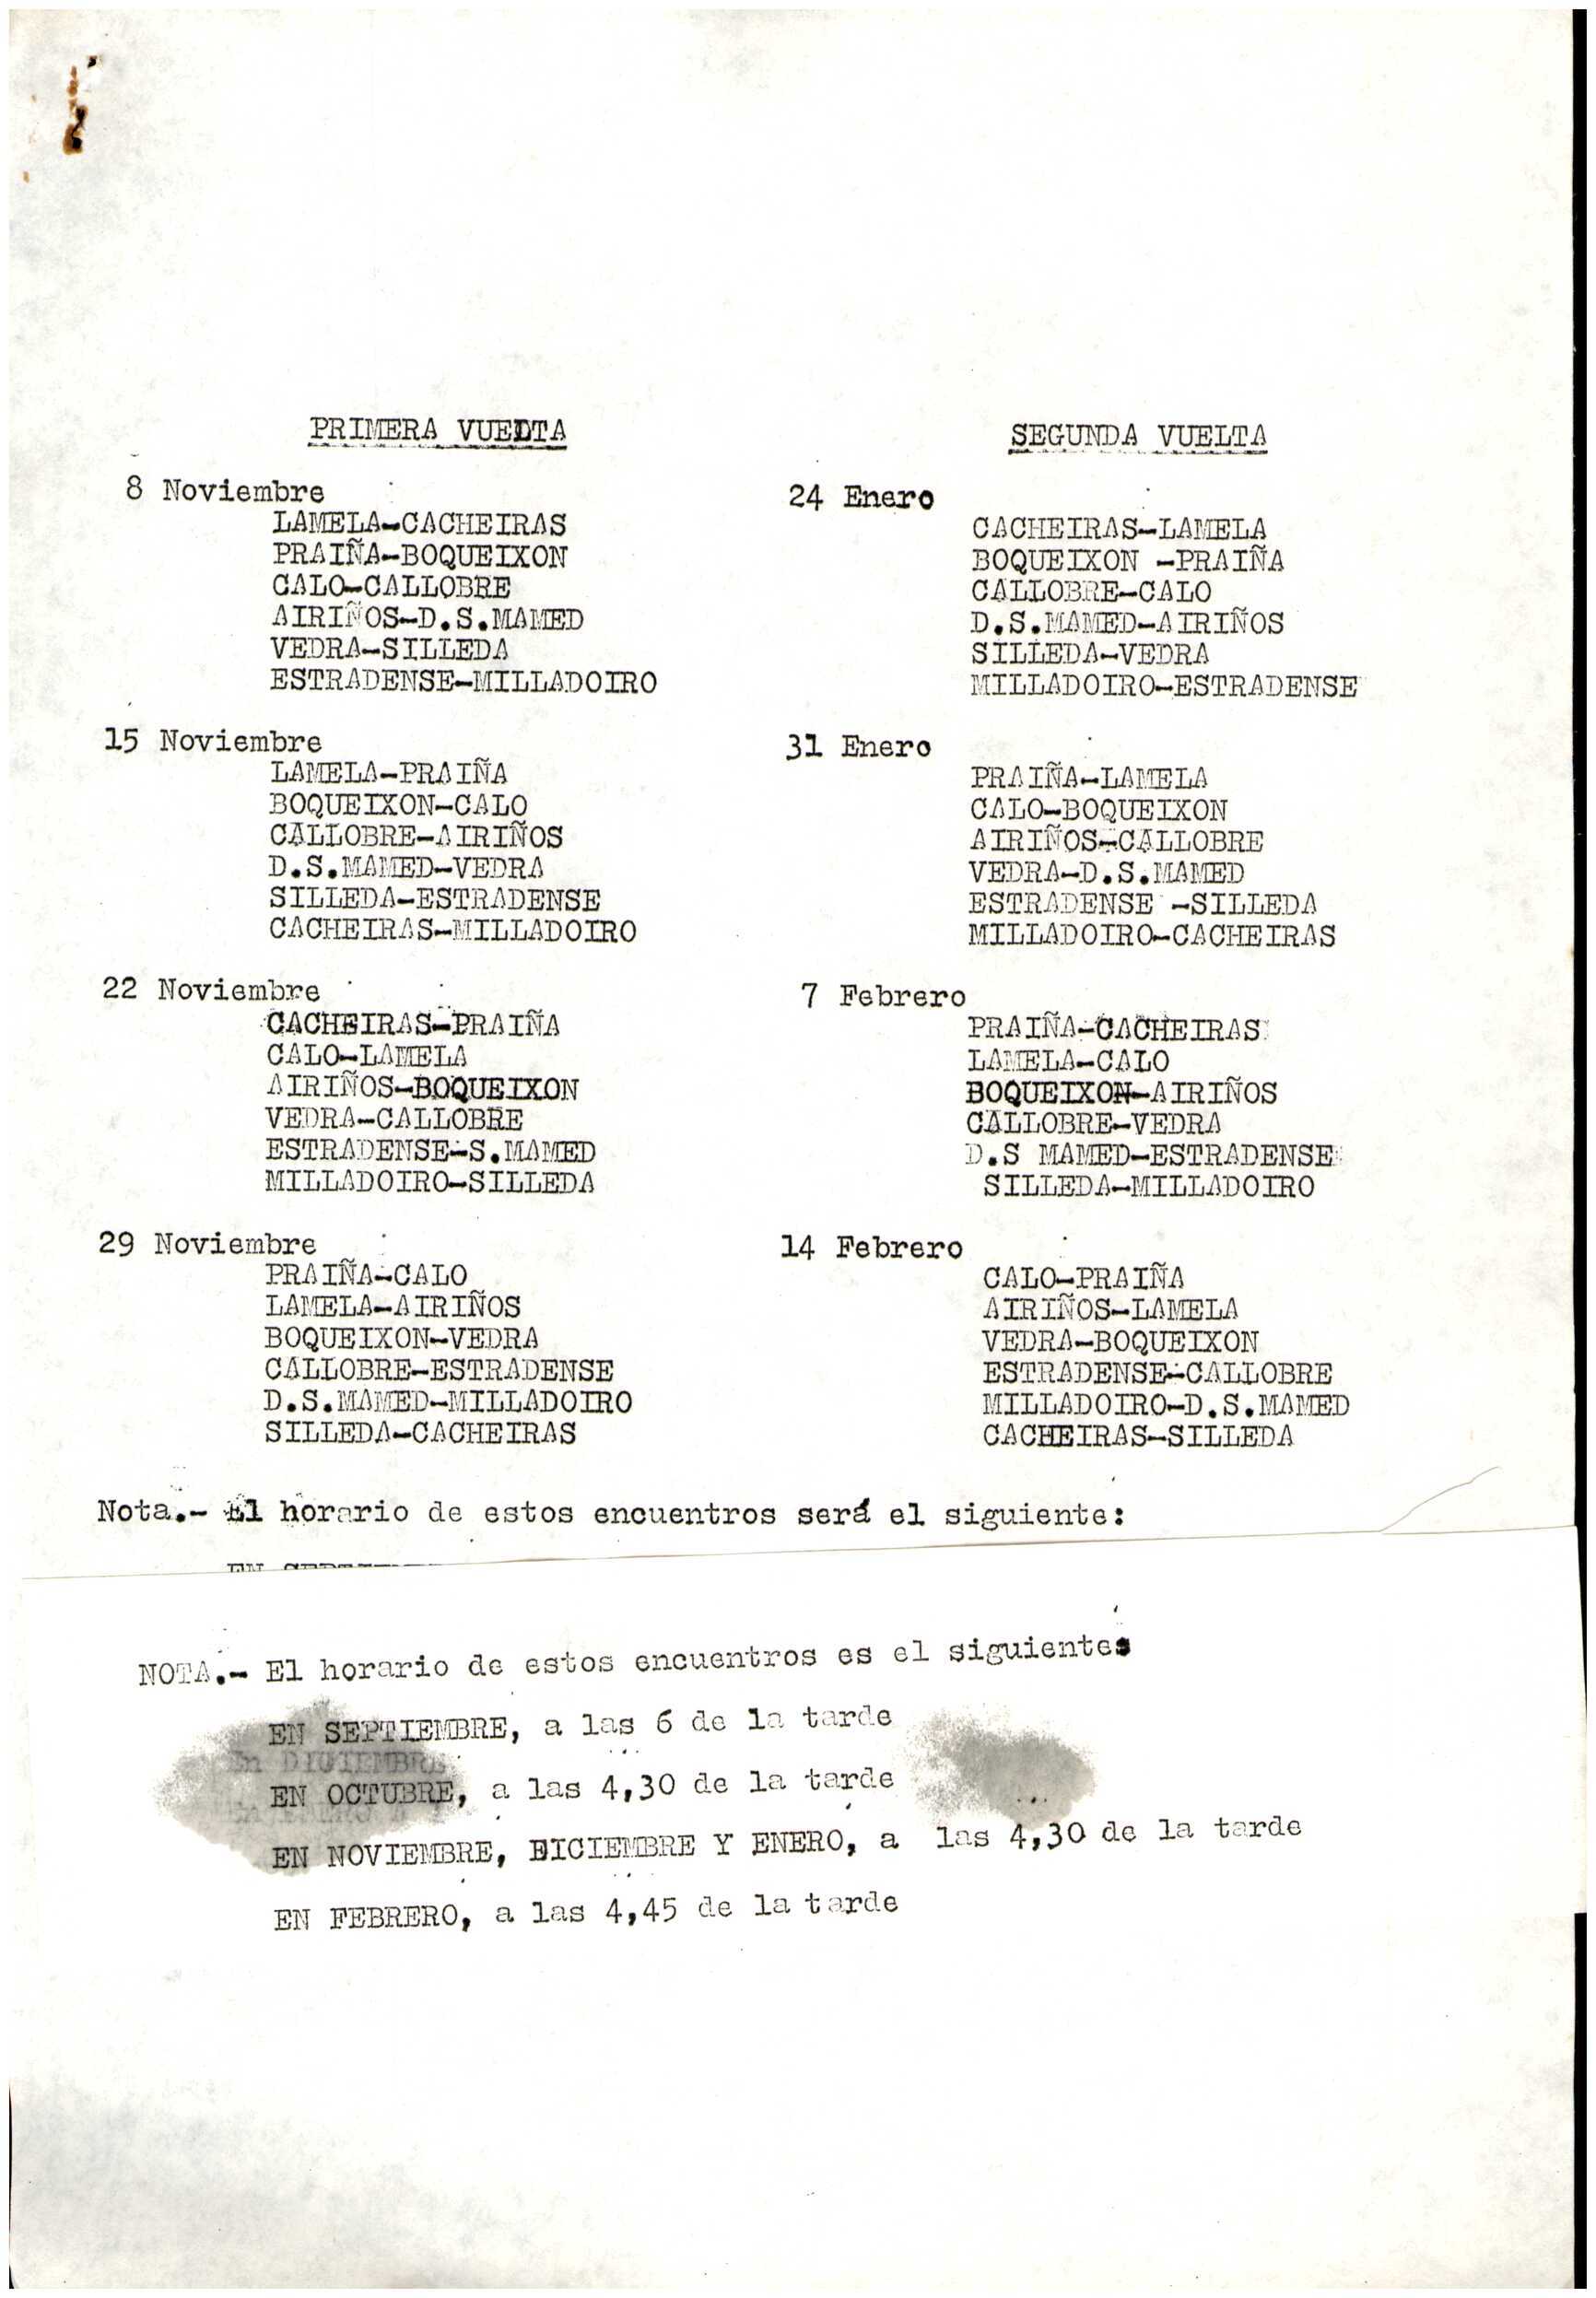 PRIMERA VUELTA
8 Noviembre
LAMELA-CACHEIRAS
PRAIÑA-BOQUEIXON
CALO-CALLOBRE
AIRIÑOS-D.S.MAMED
VEDRA-SILLEDA
ESTRADENSE-MILLADOIRO
15 Noviembre
LAMELA-PRAIÑA
BOQUEIXON-CALO
CALLOBRE-AIRIÑOS
D.S.MAMED-VEDRA
SILLEDA-ESTRADENSE
CACHEIRAS-MILLADOIRO
22 Noviembre
CACHEIRAS-PRAIÑA
CALO-LAMELA
AIRIÑOS-BOQUEIXON
VEDRA-CALLOBRE
ESTRADENSE-S.MAMED
MILLADOIRO-SILLEDA
29 Noviembre
PRAIÑA-CALO
LAMELA-AIRIÑOS
BOQUEIXON-VEDRA
CALLOBRE-ESTRADENSE
D.S.MAMED-MILLADOIRO
SILLEDA-CACHEIRAS
SEGUNDA VUELTA
24 Enero
CACHEIRAS-LAMELA
BOQUEIXON -PRAIÑA
CALLOBRE-CALO
D.S.MAMED-AIRIÑOS
SILLEDA-VEDRA
MILLADOIRO-ESTRADENSE
31 Enero
PRAIÑA-LAMELA
CALO-BOQUEIXON
AIRIÑOS-CALLOBRE
VEDRA-D.S.MAMED
ESTRADENSE -SILLEDA
MILLADOIRO-CACHEIRAS
7 Febrero
PRAIÑA-CACHEIRAS
LAMELA-CALO
BOQUEIXON-AIRIÑOS
CALLOBRE-VEDRA
D.S MAMED-ESTRADENSE
SILLEDA-MILLADOIRO
14 Febrero
CALO-PRAIÑA
AIRIÑOS-LAMELA
VEDRA-BOQUEIXON
ESTRADENSE-CALLOBRE
MILLADOIRO-D.S.MAMED
CACHEIRAS-SILLEDA
Nota.- El horario de estos encuentros será el siguiente:
NOTA.- El horario de estos encuentros es el siguiente:
EN SEPTIEMBRE, a las 6 de la tarde
En DICIEMBRE
EN OCTUBRE, a las 4,30 de la tarde
EN NOVIEMBRE, DICIEMBRE Y ENERO, a las 4,30 de la tarde
EN FEBRERO, a las 4,45 de la tarde